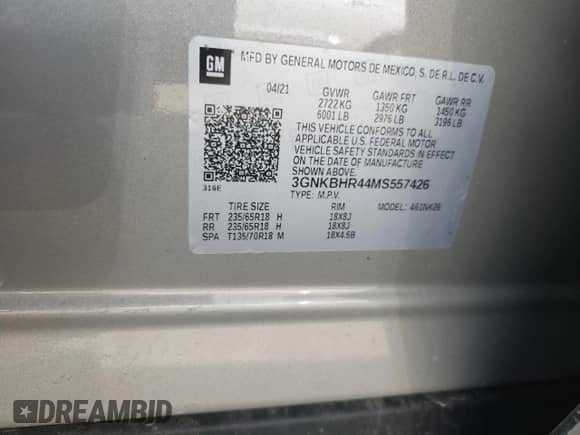 GM
MFD BY GENERAL MOTORS DE MEXICO, S. DE R.L. DE C.V.
04/21 GVWR GAWR FRT GAWR RR
2722 KG 1350 KG 1450 KG
6001 LB 2976 LB 3196 LB
THIS VEHICLE CONFORMS TO ALL
APPLICABLE U.S. FEDERAL MOTOR
VEHICLE SAFETY STANDARDS IN
EFFECT ON THE DATE OF
MANUFACTURE SHOWN ABOVE.
316E
3GNKBHR44MS557426
TYPE: M.P.V. MODEL: 461NK26
TIRE SIZE RIM
FRT 235/65R18 H 18X8J
RR 235/65R18 H 18X8J
SPA T135/70R18 M 18X4.5B
DREAMBID